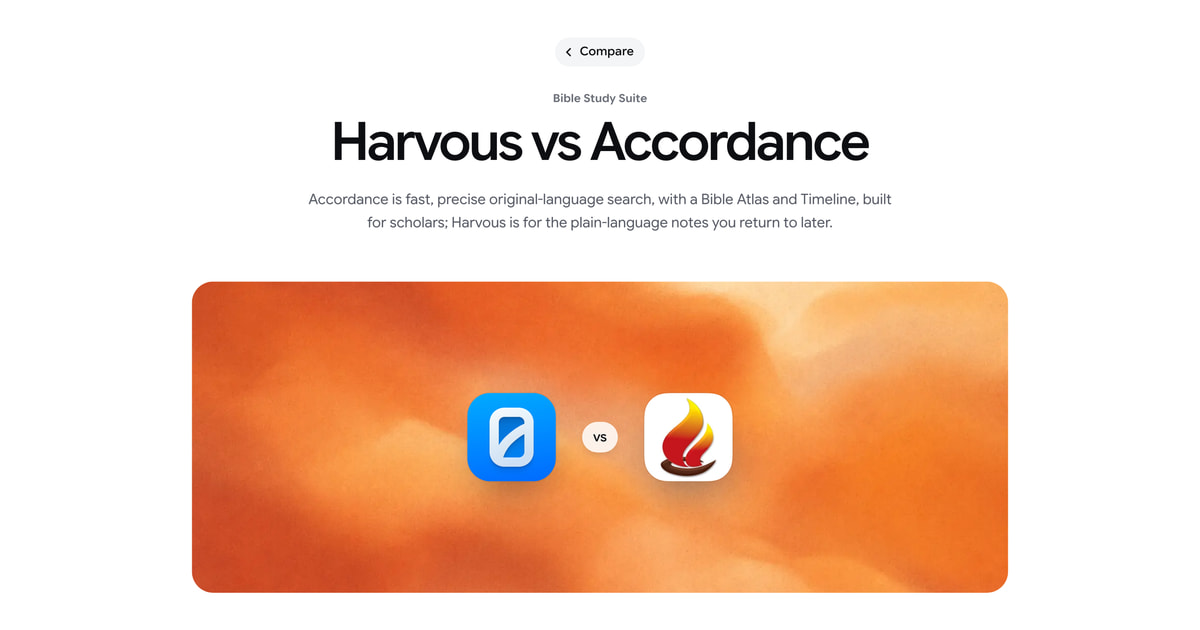 Compare
Bible Study Suite
Harvous vs Accordance
Accordance is fast, precise original-language search, with a Bible Atlas and Timeline, built
for scholars; Harvous is for the plain-language notes you return to later.
vs